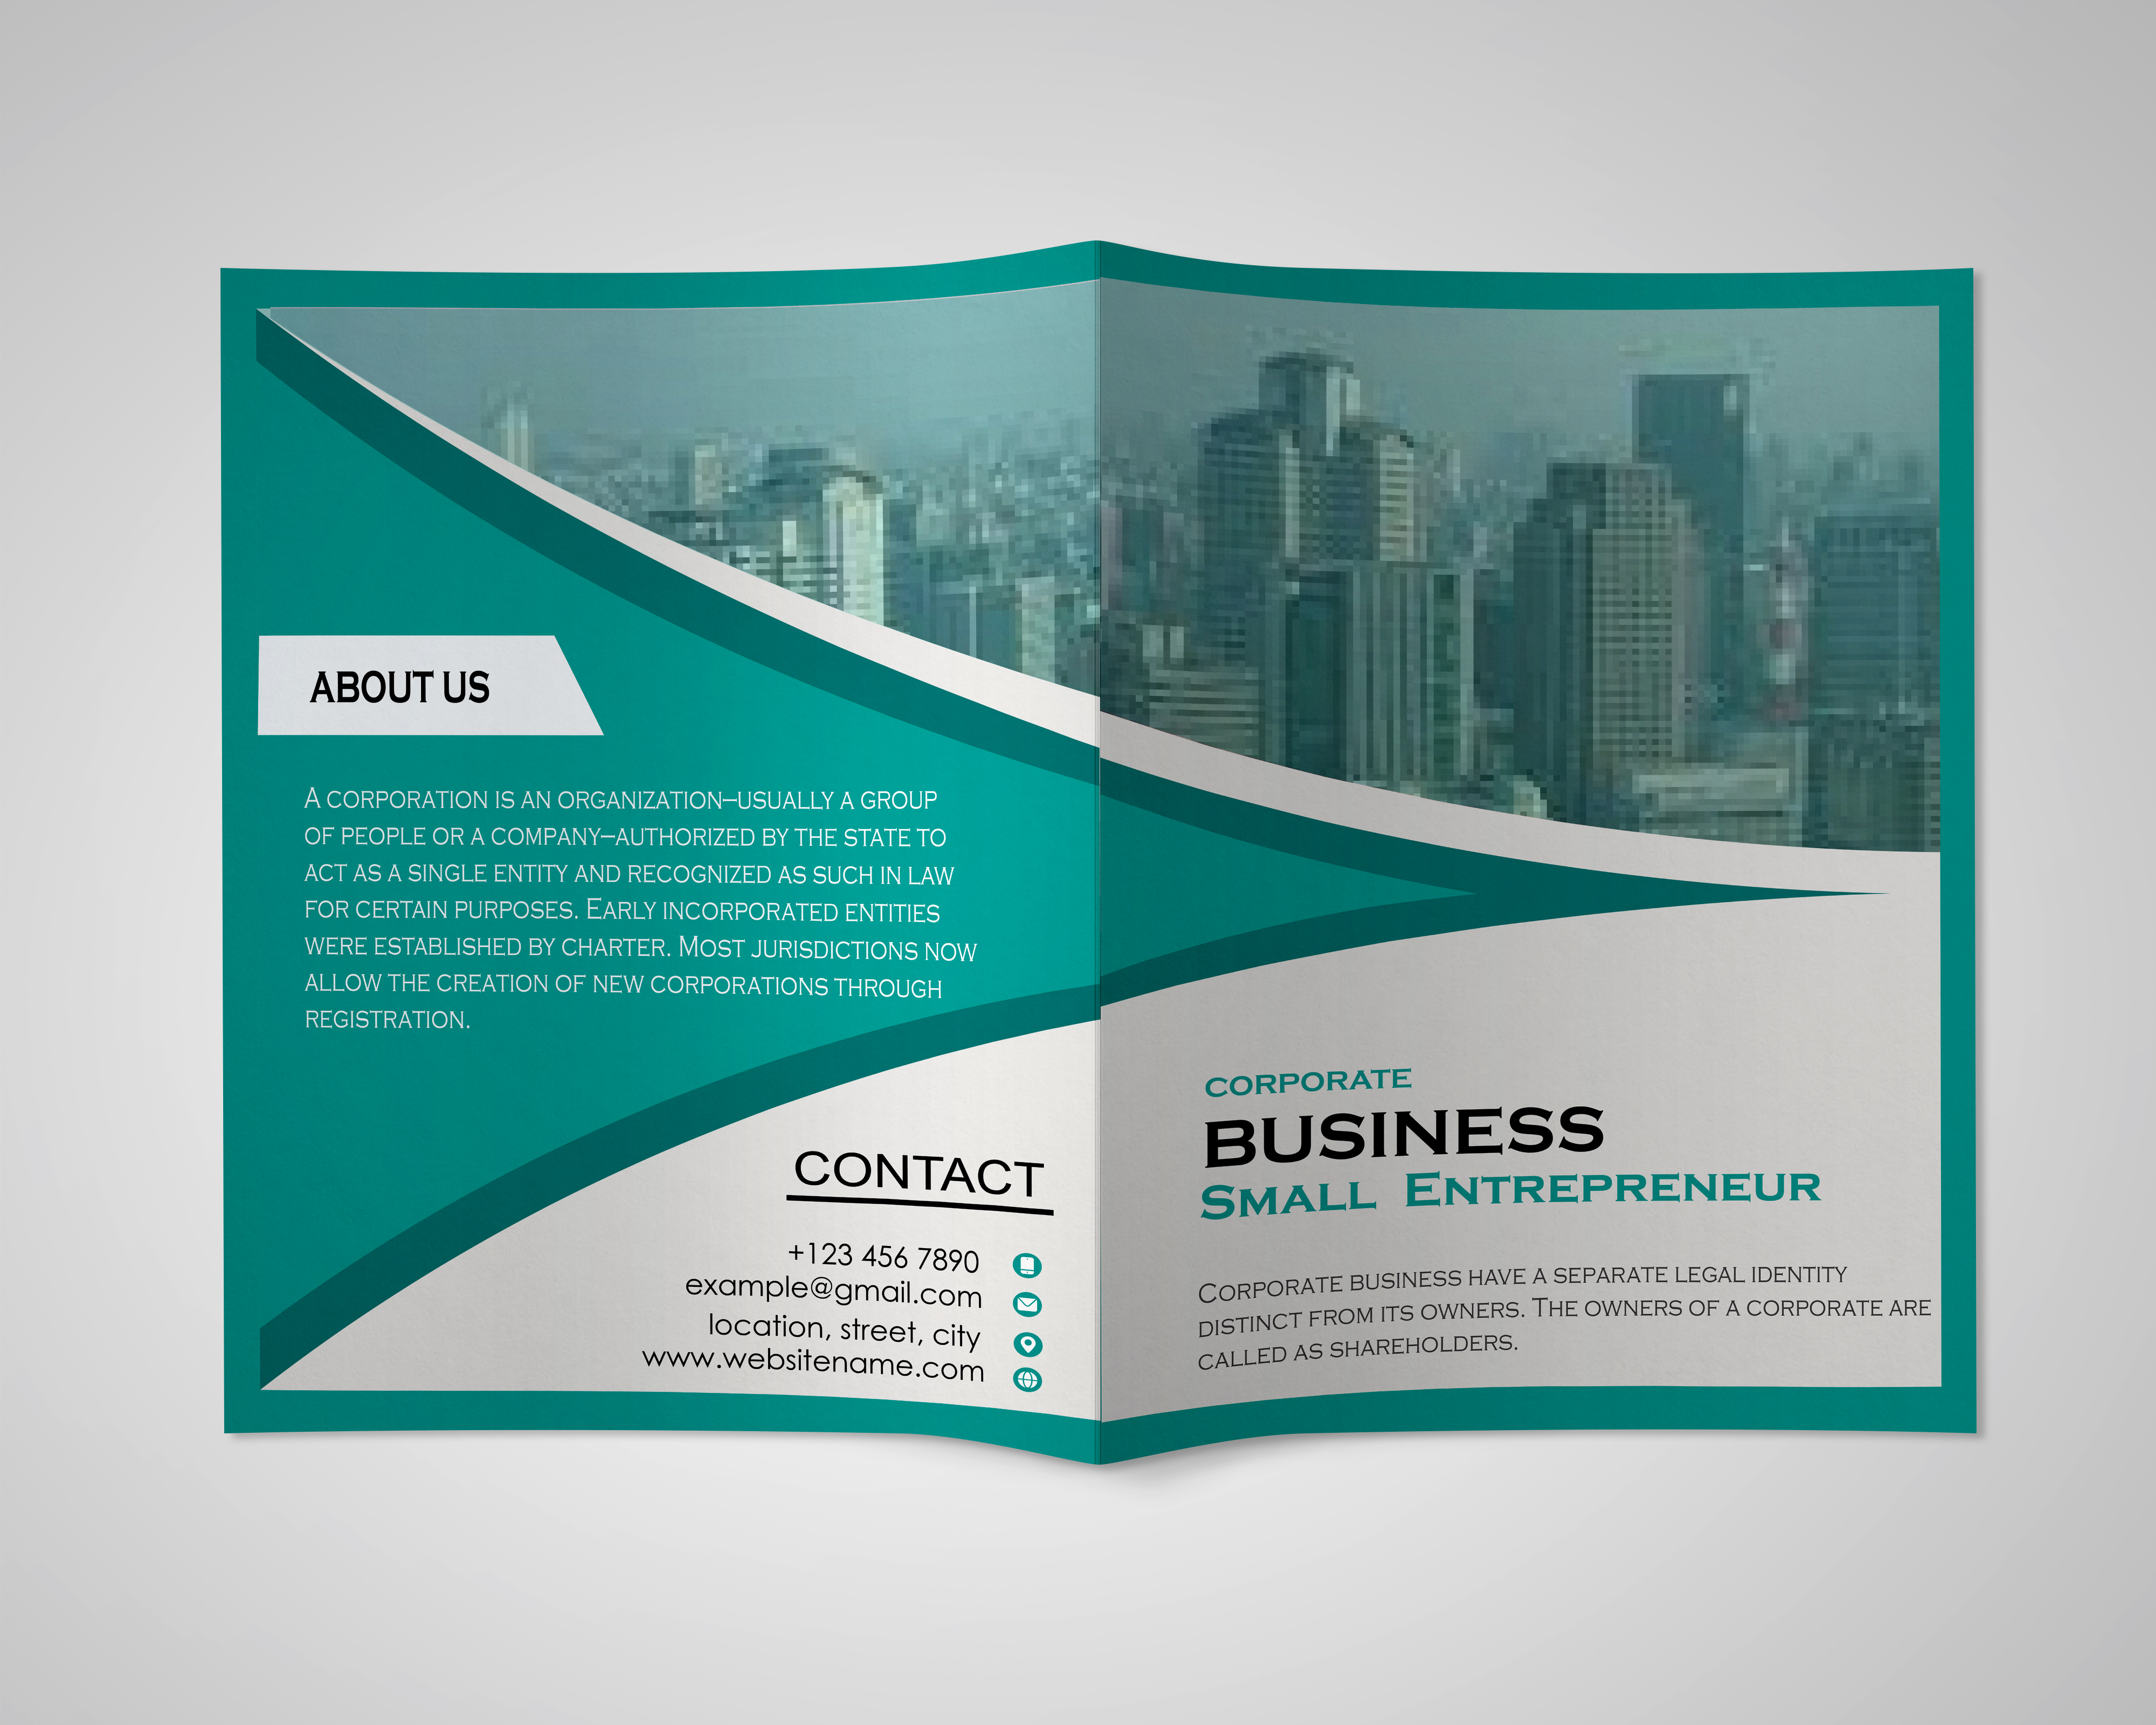 ABOUT US
A CORPORATION IS AN ORGANIZATION—USUALLY A GROUP
OF PEOPLE OR A COMPANY—AUTHORIZED BY THE STATE TO
ACT AS A SINGLE ENTITY AND RECOGNIZED AS SUCH IN LAW
FOR CERTAIN PURPOSES. EARLY INCORPORATED ENTITIES
WERE ESTABLISHED BY CHARTER. MOST JURISDICTIONS NOW
ALLOW THE CREATION OF NEW CORPORATIONS THROUGH
REGISTRATION.
CONTACT
+123 456 7890
example@gmail.com
location, street, city
www.websitename.com
CORPORATE
BUSINESS
SMALL ENTREPRENEUR
CORPORATE BUSINESS HAVE A SEPARATE LEGAL IDENTITY
DISTINCT FROM ITS OWNERS. THE OWNERS OF A CORPORATE ARE
CALLED AS SHAREHOLDERS.